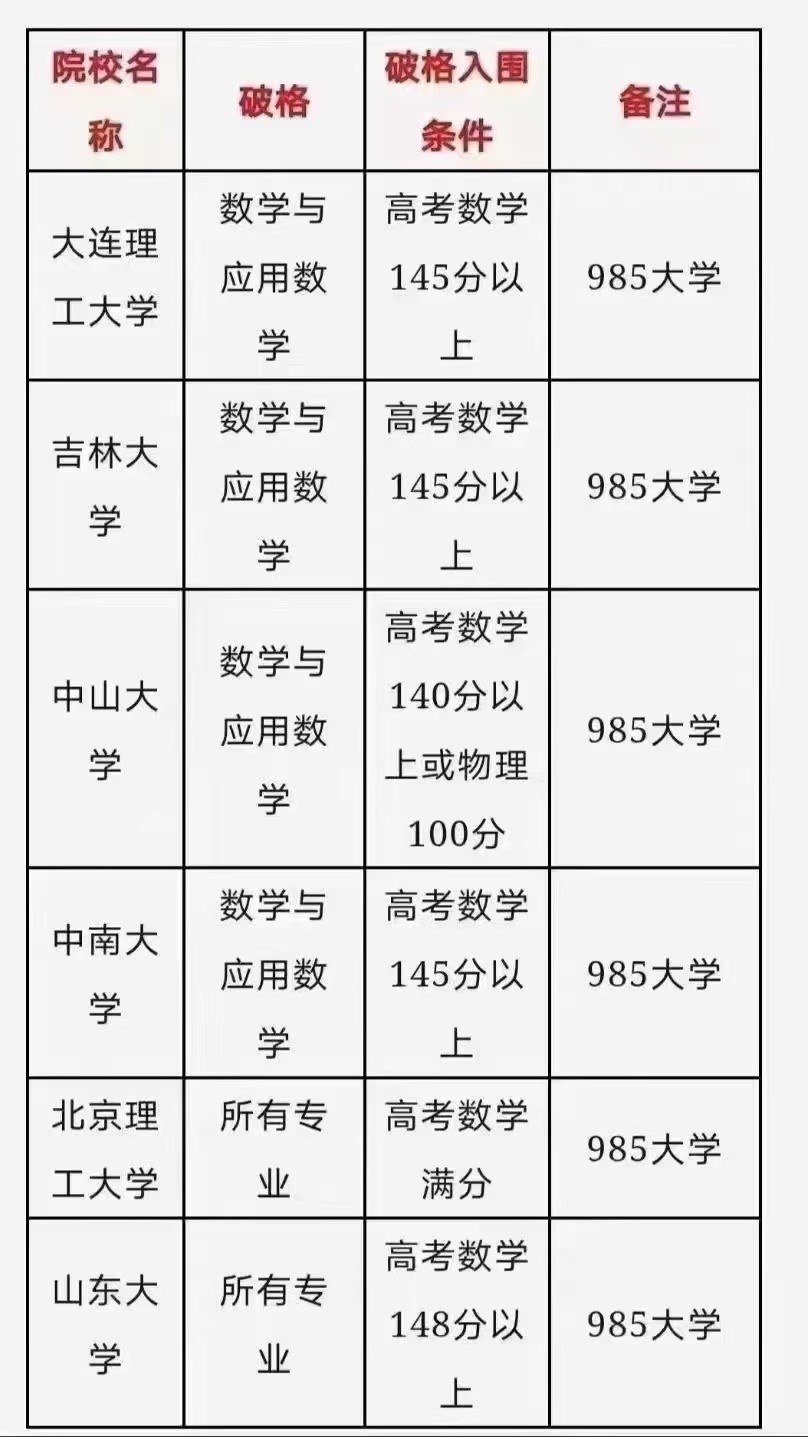 院校名
称
破格
破格入围
条件
备注
大连理
工大学
数学与
应用数
学
高考数学
145分以
上
985大学
吉林大
学
数学与
应用数
学
高考数学
145分以
上
985大学
中山大
学
数学与
应用数
学
高考数学
140分以
上或物理
100分
985大学
中南大
学
数学与
应用数
学
高考数学
145分以
上
985大学
北京理
工大学
所有专
业
高考数学
满分
985大学
山东大
学
所有专
业
高考数学
148分以
上
985大学